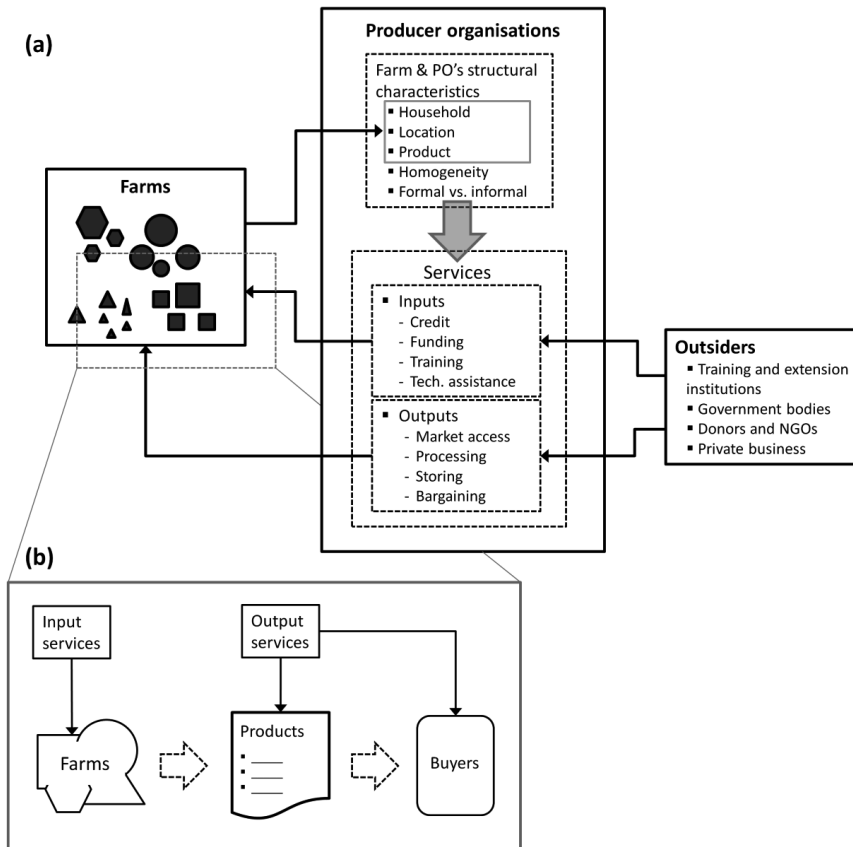 (a)
Producer organisations
Farm & PO's structural
characteristics
▪ Household
▪ Location
▪ Product
▪ Homogeneity
▪ Formal vs. informal
Farms
Services
▪ Inputs
- Credit
- Funding
- Training
- Tech. assistance
▪ Outputs
- Market access
- Processing
- Storing
- Bargaining
Outsiders
▪ Training and extension
institutions
▪ Government bodies
▪ Donors and NGOs
▪ Private business
(b)
Input
services
Output
services
Farms
Products
Buyers